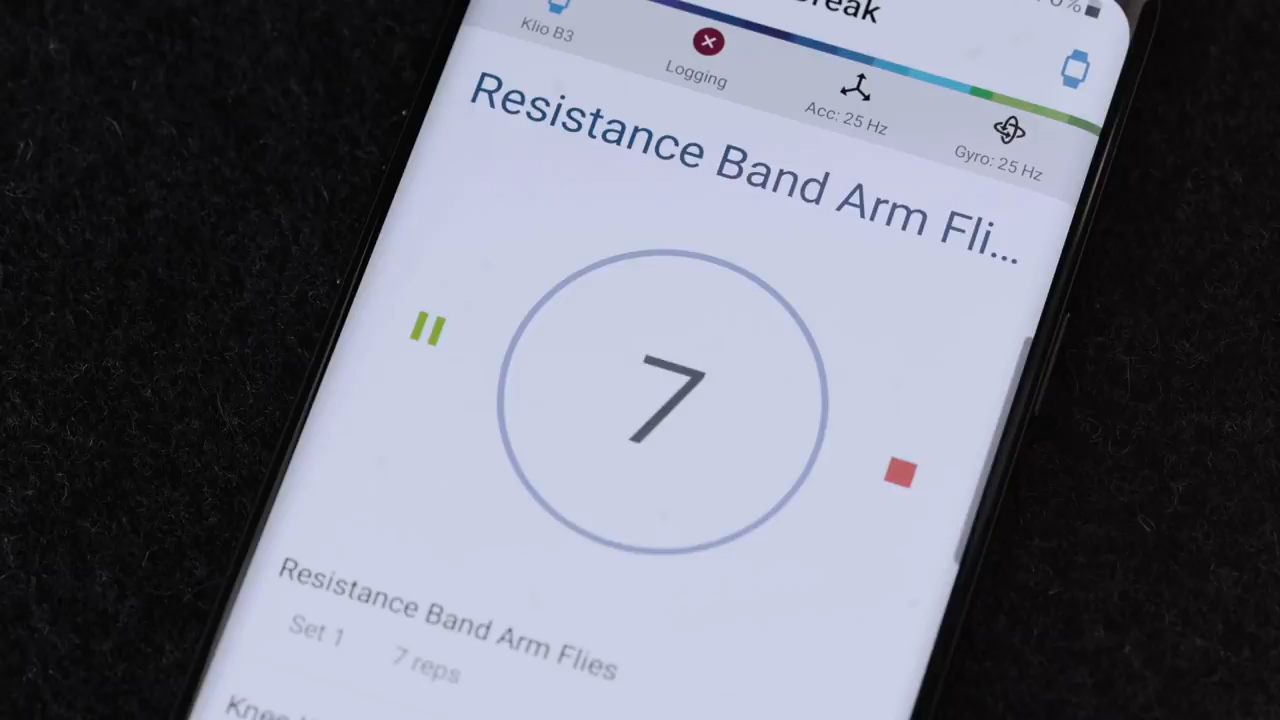 Klio B3
Logging
Acc: 25 Hz
Gyro: 25 Hz
Resistance Band Arm Fli...
7
Resistance Band Arm Flies
Set 1 7 reps